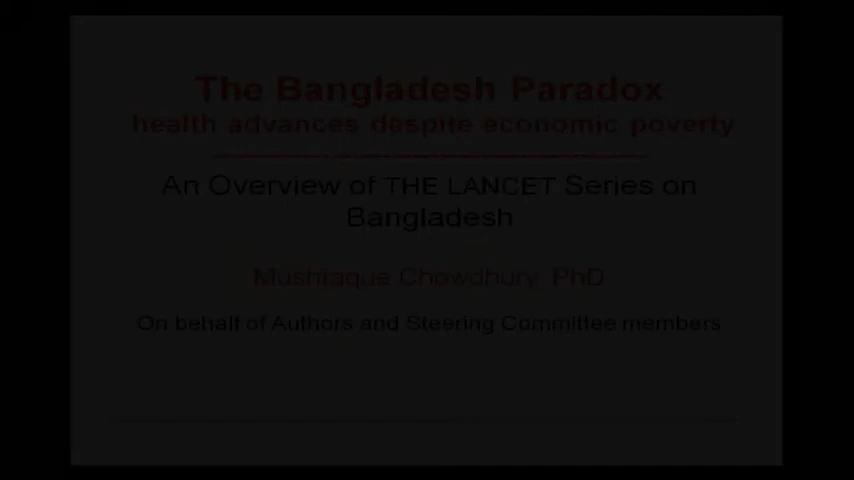 The Bangladesh Paradox
health advances despite economic poverty
An Overview of THE LANCET Series on
Bangladesh
Mushtaque Chowdhury, PhD
On behalf of Authors and Steering Committee members